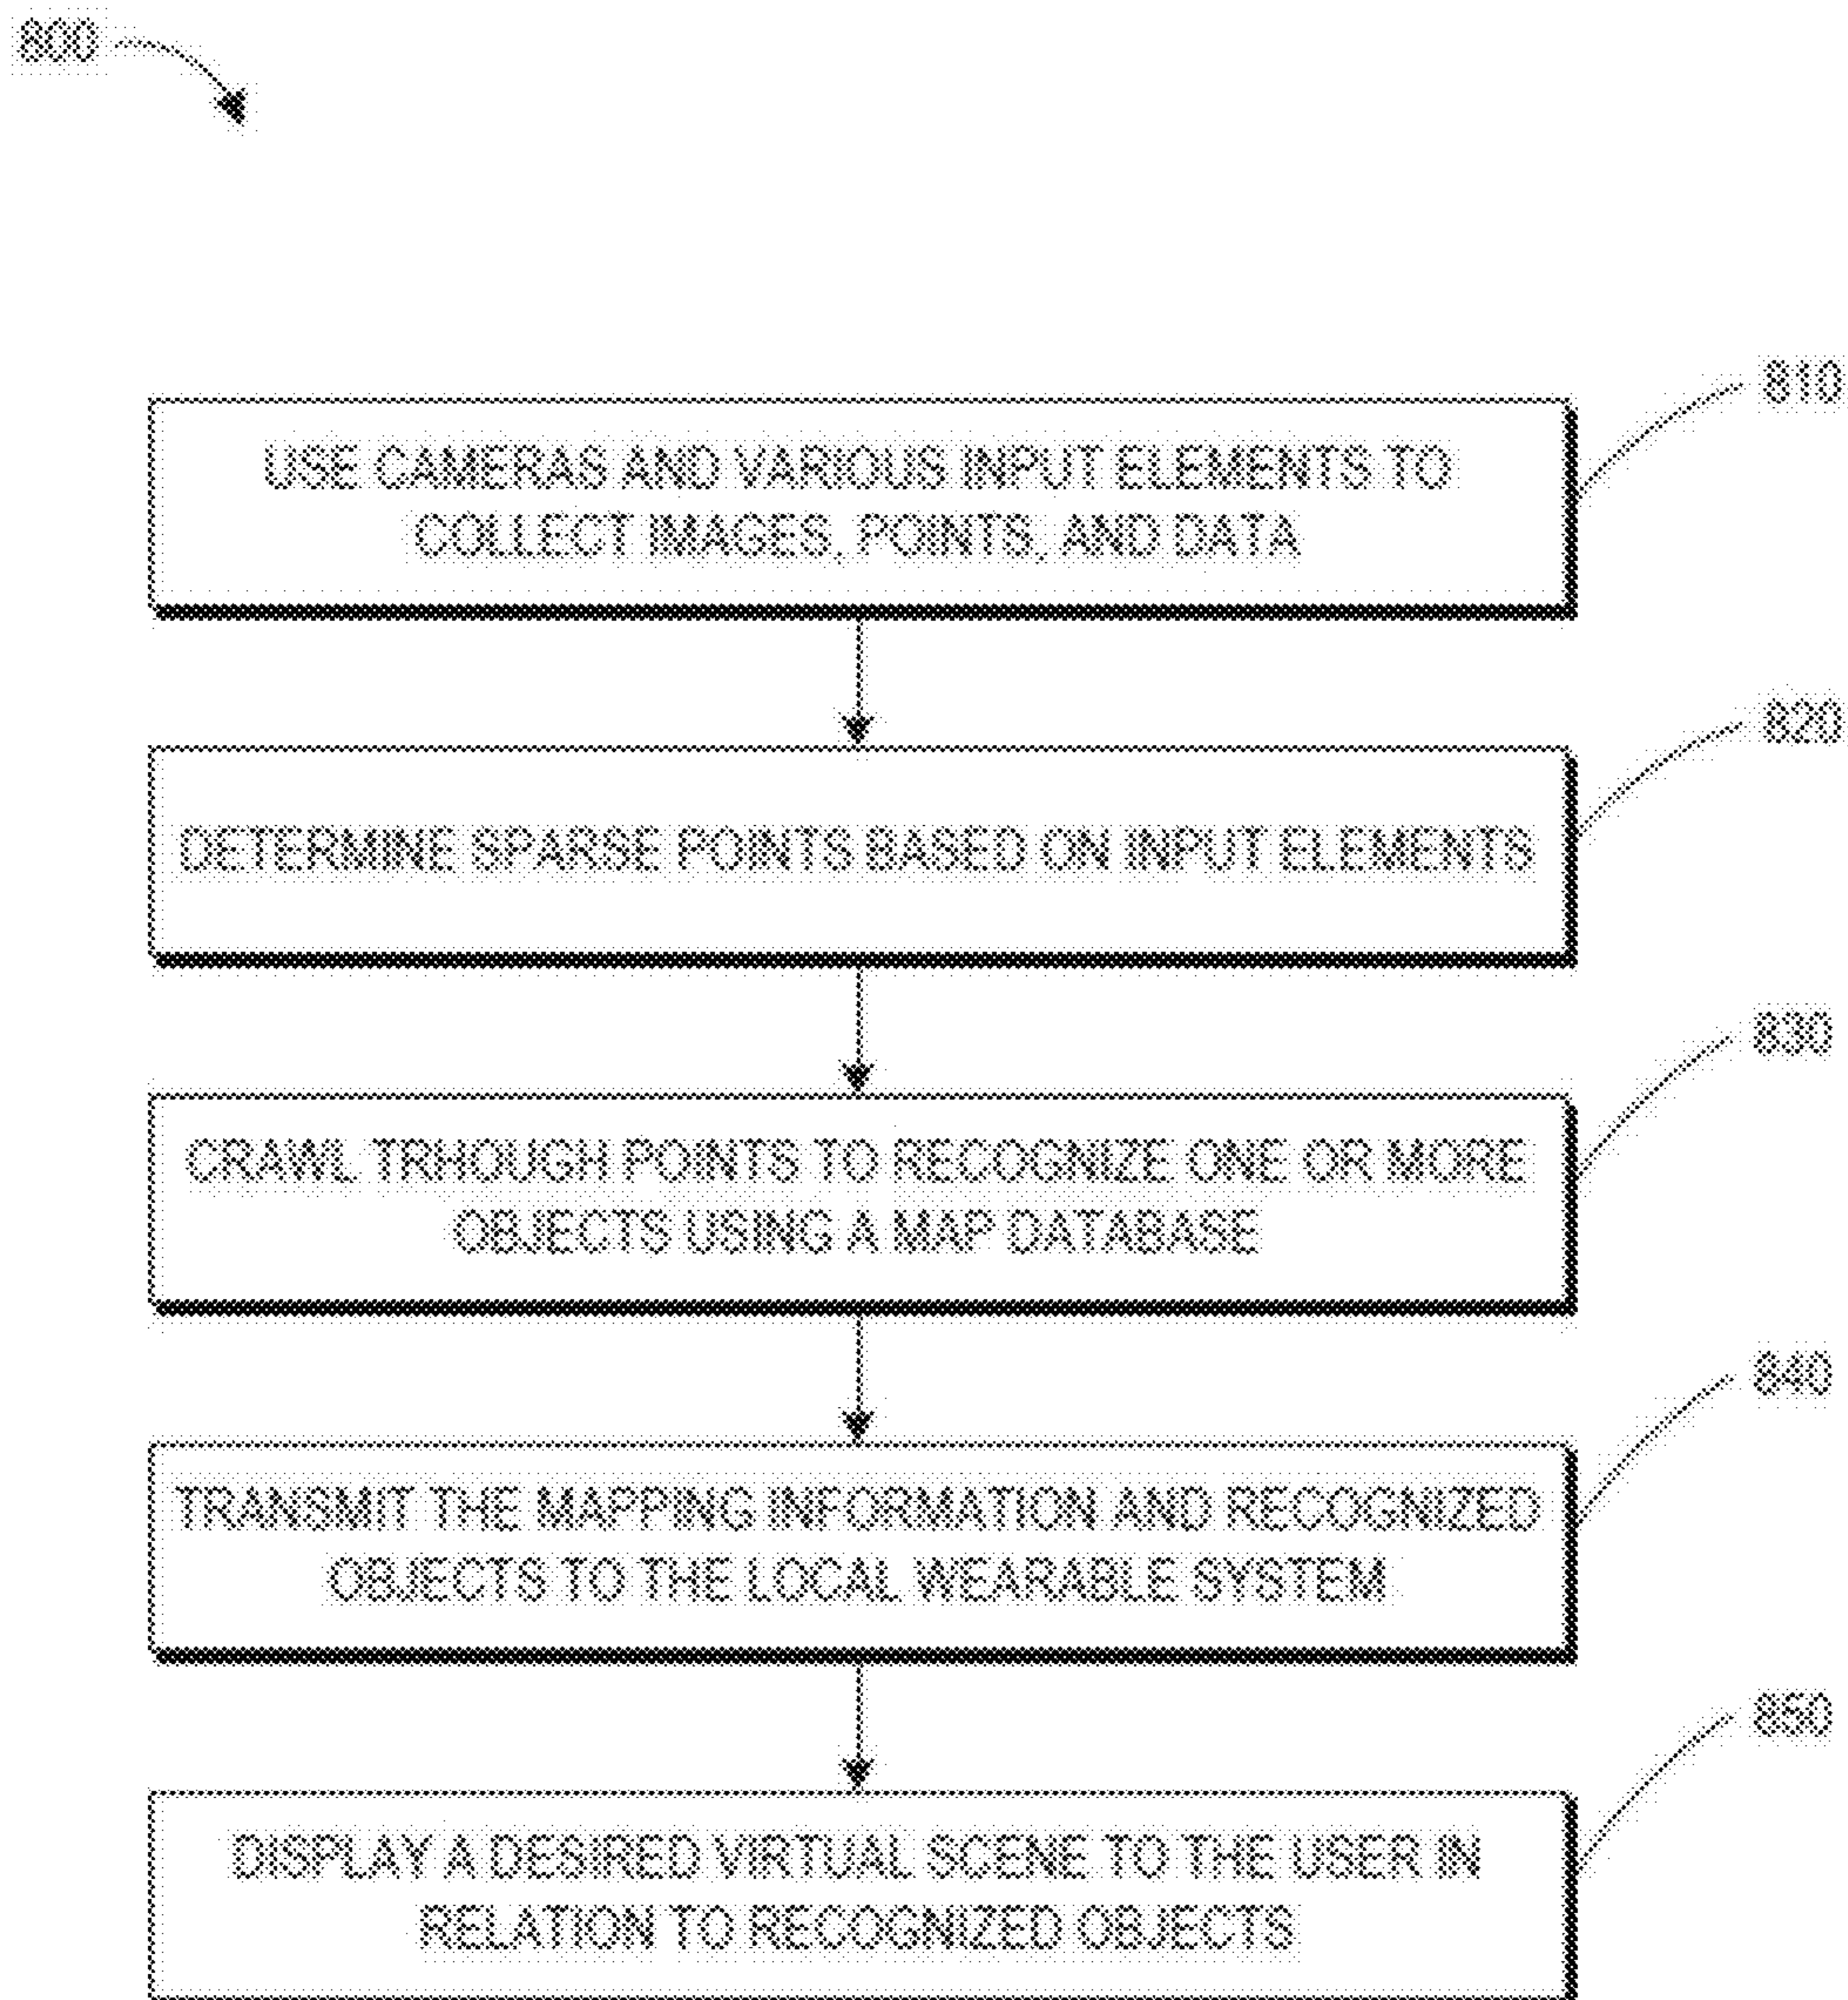 800
810
USE CAMERAS AND VARIOUS INPUT ELEMENTS TO
COLLECT IMAGES, POINTS, AND DATA
820
DETERMINE SPARSE POINTS BASED ON INPUT ELEMENTS
830
CRAWL TRHOUGH POINTS TO RECOGNIZE ONE OR MORE
OBJECTS USING A MAP DATABASE
840
TRANSMIT THE MAPPING INFORMATION AND RECOGNIZED
OBJECTS TO THE LOCAL WEARABLE SYSTEM
850
DISPLAY A DESIRED VIRTUAL SCENE TO THE USER IN
RELATION TO RECOGNIZED OBJECTS